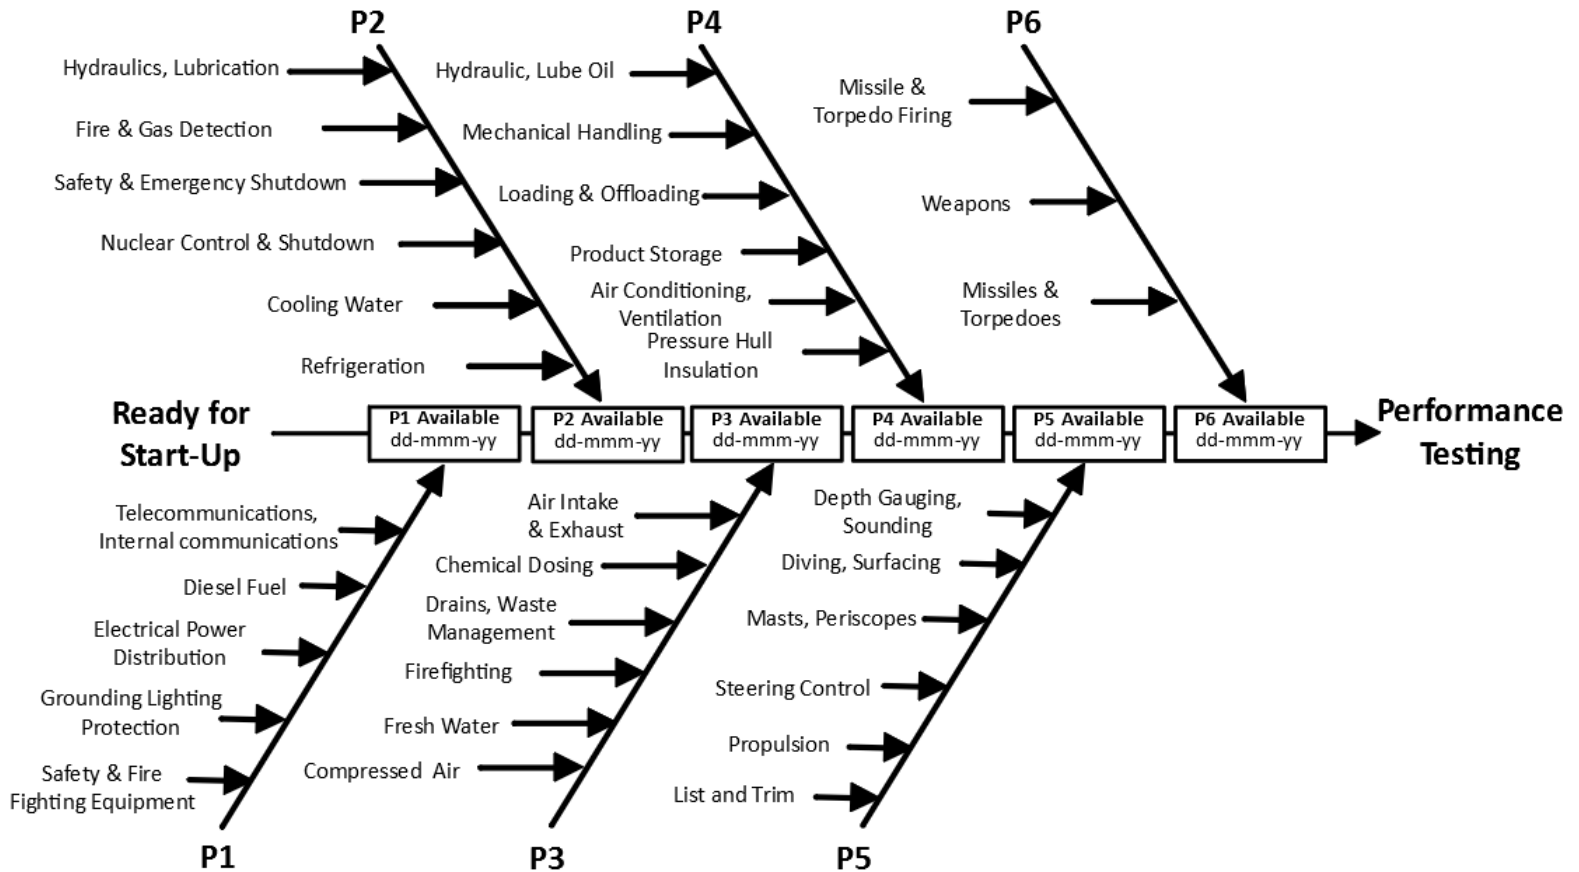 P2
P4
P6
Hydraulics, Lubrication
Fire & Gas Detection
Safety & Emergency Shutdown
Nuclear Control & Shutdown
Cooling Water
Refrigeration
Hydraulic, Lube Oil
Mechanical Handling
Loading & Offloading
Product Storage
Air Conditioning,
Ventilation
Pressure Hull
Insulation
Missile &
Torpedo Firing
Weapons
Missiles &
Torpedoes
Ready for
Start-Up
P1 Available
dd-mmm-yy
P2 Available
dd-mmm-yy
P3 Available
dd-mmm-yy
P4 Available
dd-mmm-yy
P5 Available
dd-mmm-yy
P6 Available
dd-mmm-yy
Performance
Testing
Telecommunications,
Internal communications
Diesel Fuel
Electrical Power
Distribution
Grounding Lighting
Protection
Safety & Fire
Fighting Equipment
Air Intake
& Exhaust
Chemical Dosing
Drains, Waste
Management
Firefighting
Fresh Water
Compressed Air
Depth Gauging,
Sounding
Diving, Surfacing
Masts, Periscopes
Steering Control
Propulsion
List and Trim
P1
P3
P5